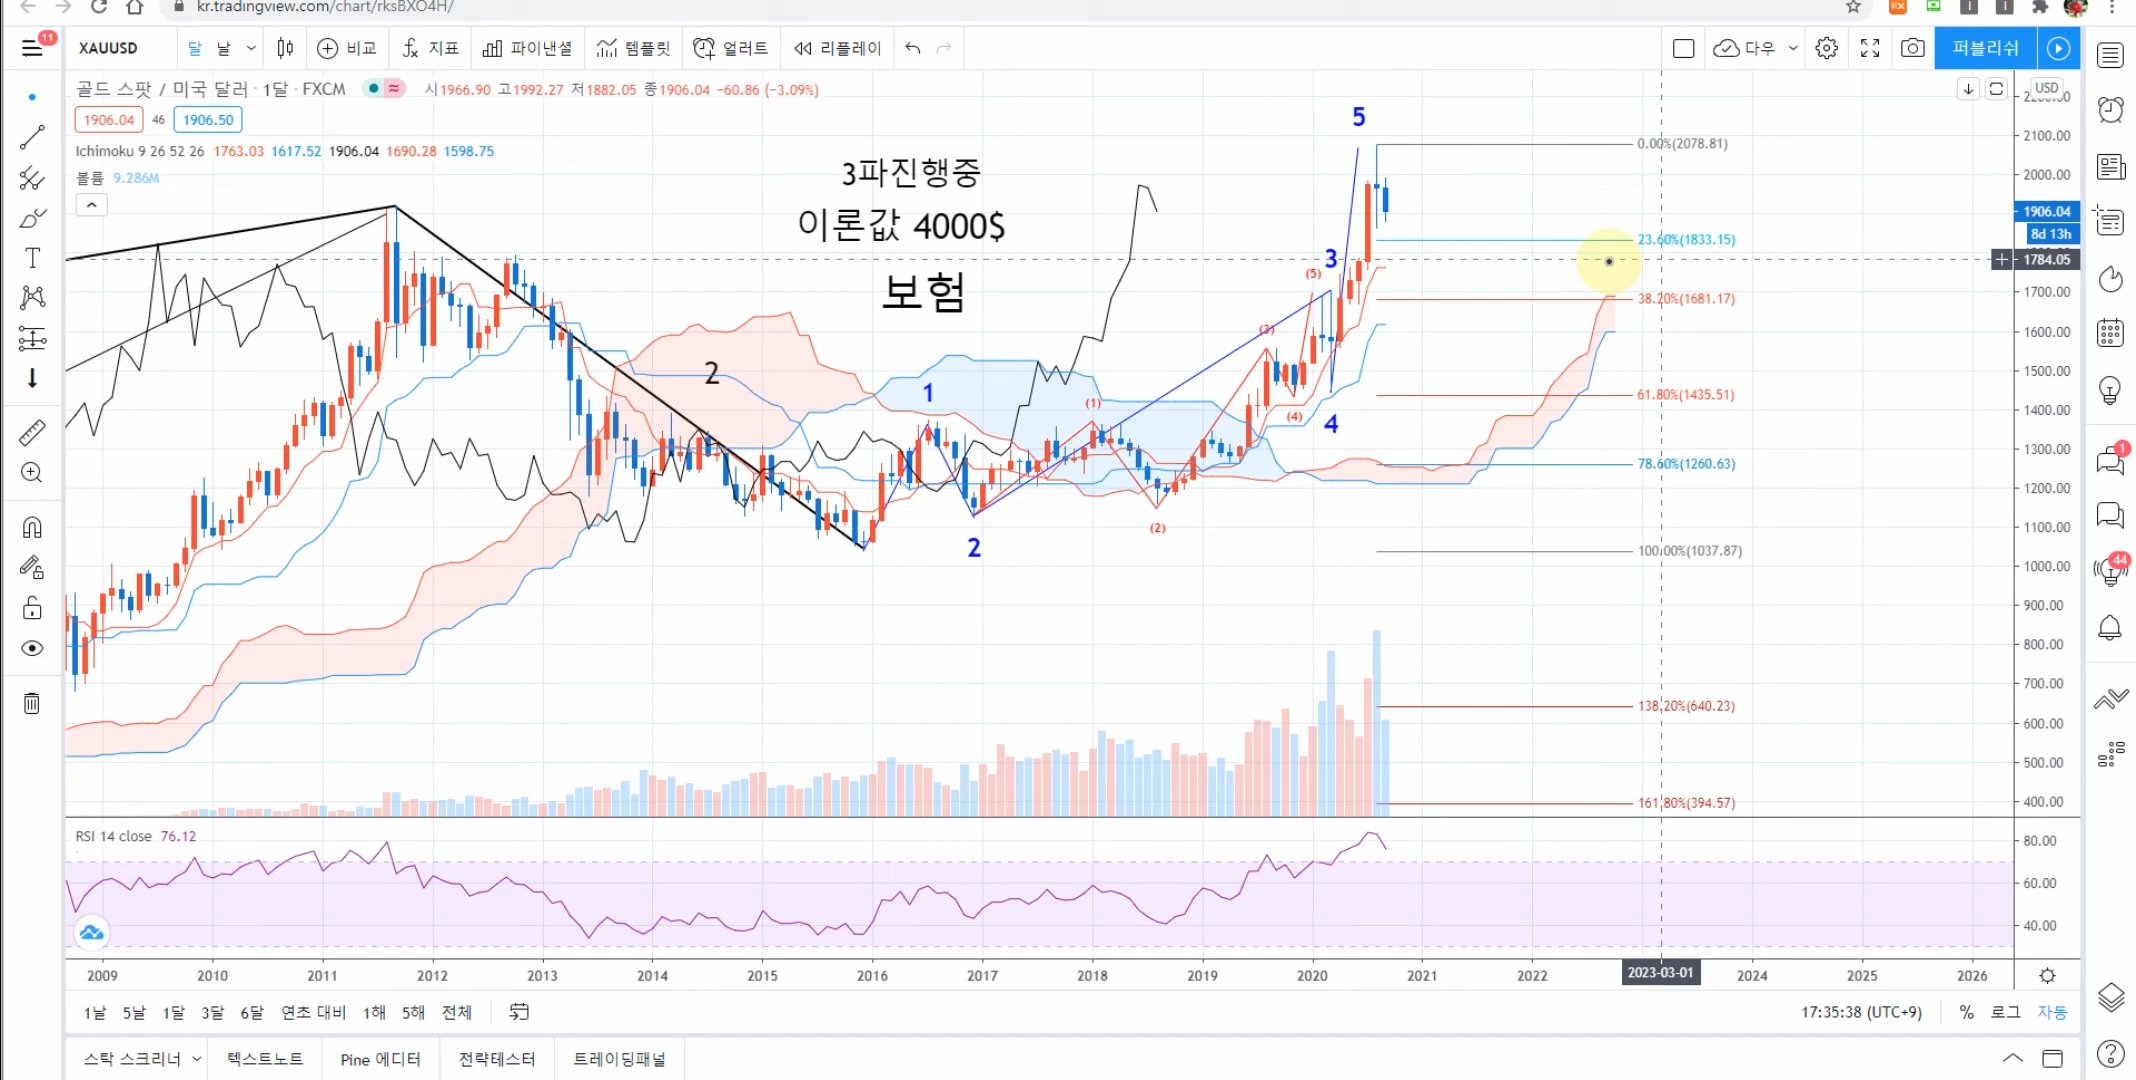 kr.tradingview.com/chart/rksBXO4H/
11
XAUUSD 달 날 비교 지표 파이낸셜 템플릿 얼러트 리플레이 다우 퍼블리쉬
골드 스팟 / 미국 달러 · 1달 · FXCM 시1966.90 고1992.27 저1882.05 종1906.04 −60.86 (−3.09%)
USD
1906.04 46 1906.50
Ichimoku 9 26 52 26 1763.03 1617.52 1906.04 1690.28 1598.75
볼륨 9.286M
3파진행중
이론값 4000$
보험
5
3
(5)
(3)
2
1
(1)
(4)
4
2
(2)
0.00%(2078.81)
23.60%(1833.15)
38.20%(1681.17)
61.80%(1435.51)
78.60%(1260.63)
100.00%(1037.87)
138.20%(640.23)
161.80%(394.57)
2100.00
2000.00
1906.04
8d 13h
1784.05
1700.00
1600.00
1500.00
1400.00
1300.00
1200.00
1100.00
1000.00
900.00
800.00
700.00
600.00
500.00
400.00
1
44
RSI 14 close 76.12
80.00
60.00
40.00
2009 2010 2011 2012 2013 2014 2015 2016 2017 2018 2019 2020 2021 2022 2023-03-01 2024 2025 2026
1날 5날 1달 3달 6달 연초 대비 1해 5해 전체 17:35:38 (UTC+9) % 로그 자동
스탁 스크리너 텍스트노트 Pine 에디터 전략테스터 트레이딩패널